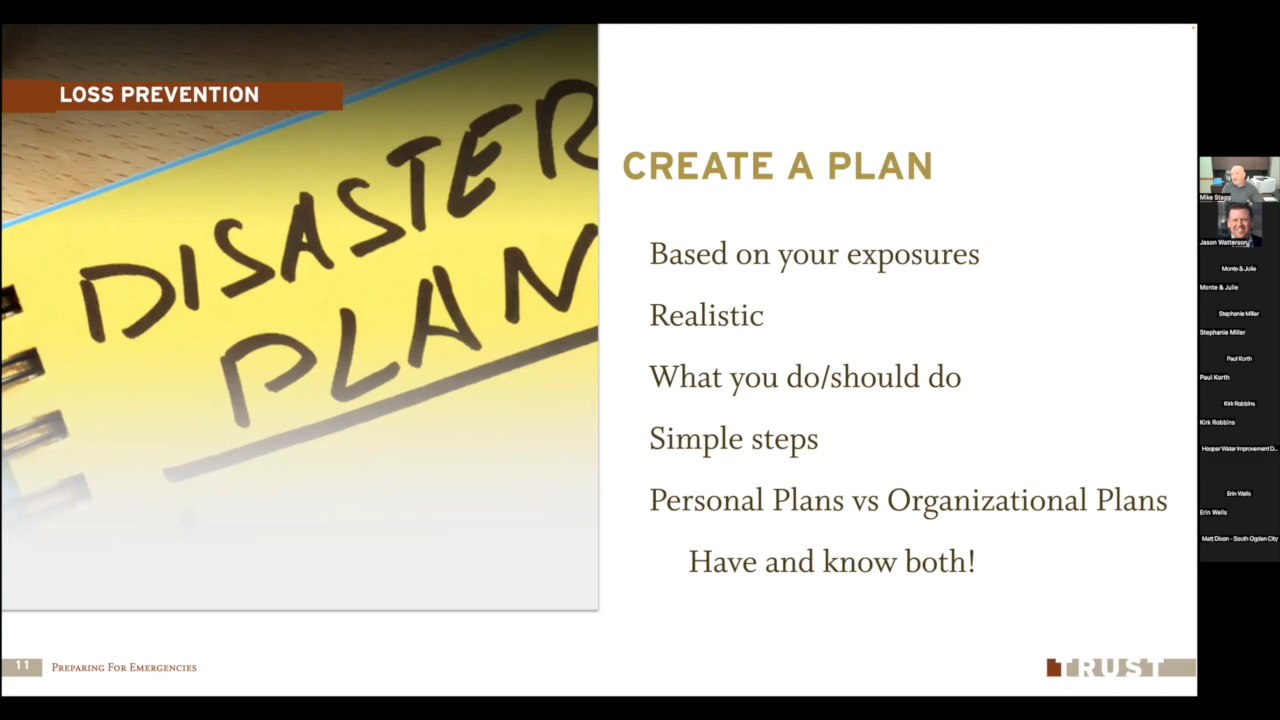 LOSS PREVENTION
DISASTER
PLAN
CREATE A PLAN
Based on your exposures
Realistic
What you do/should do
Simple steps
Personal Plans vs Organizational Plans
Have and know both!
11
Preparing For Emergencies
TRUST
Mike Stagg
Jason Watterson
Monte & Julie
Monte & Julie
Stephanie Miller
Stephanie Miller
Paul Korth
Paul Korth
Kirk Robbins
Kirk Robbins
Hooper Water Improvement D...
Erin Wells
Erin Wells
Matt Dixon - South Ogden City